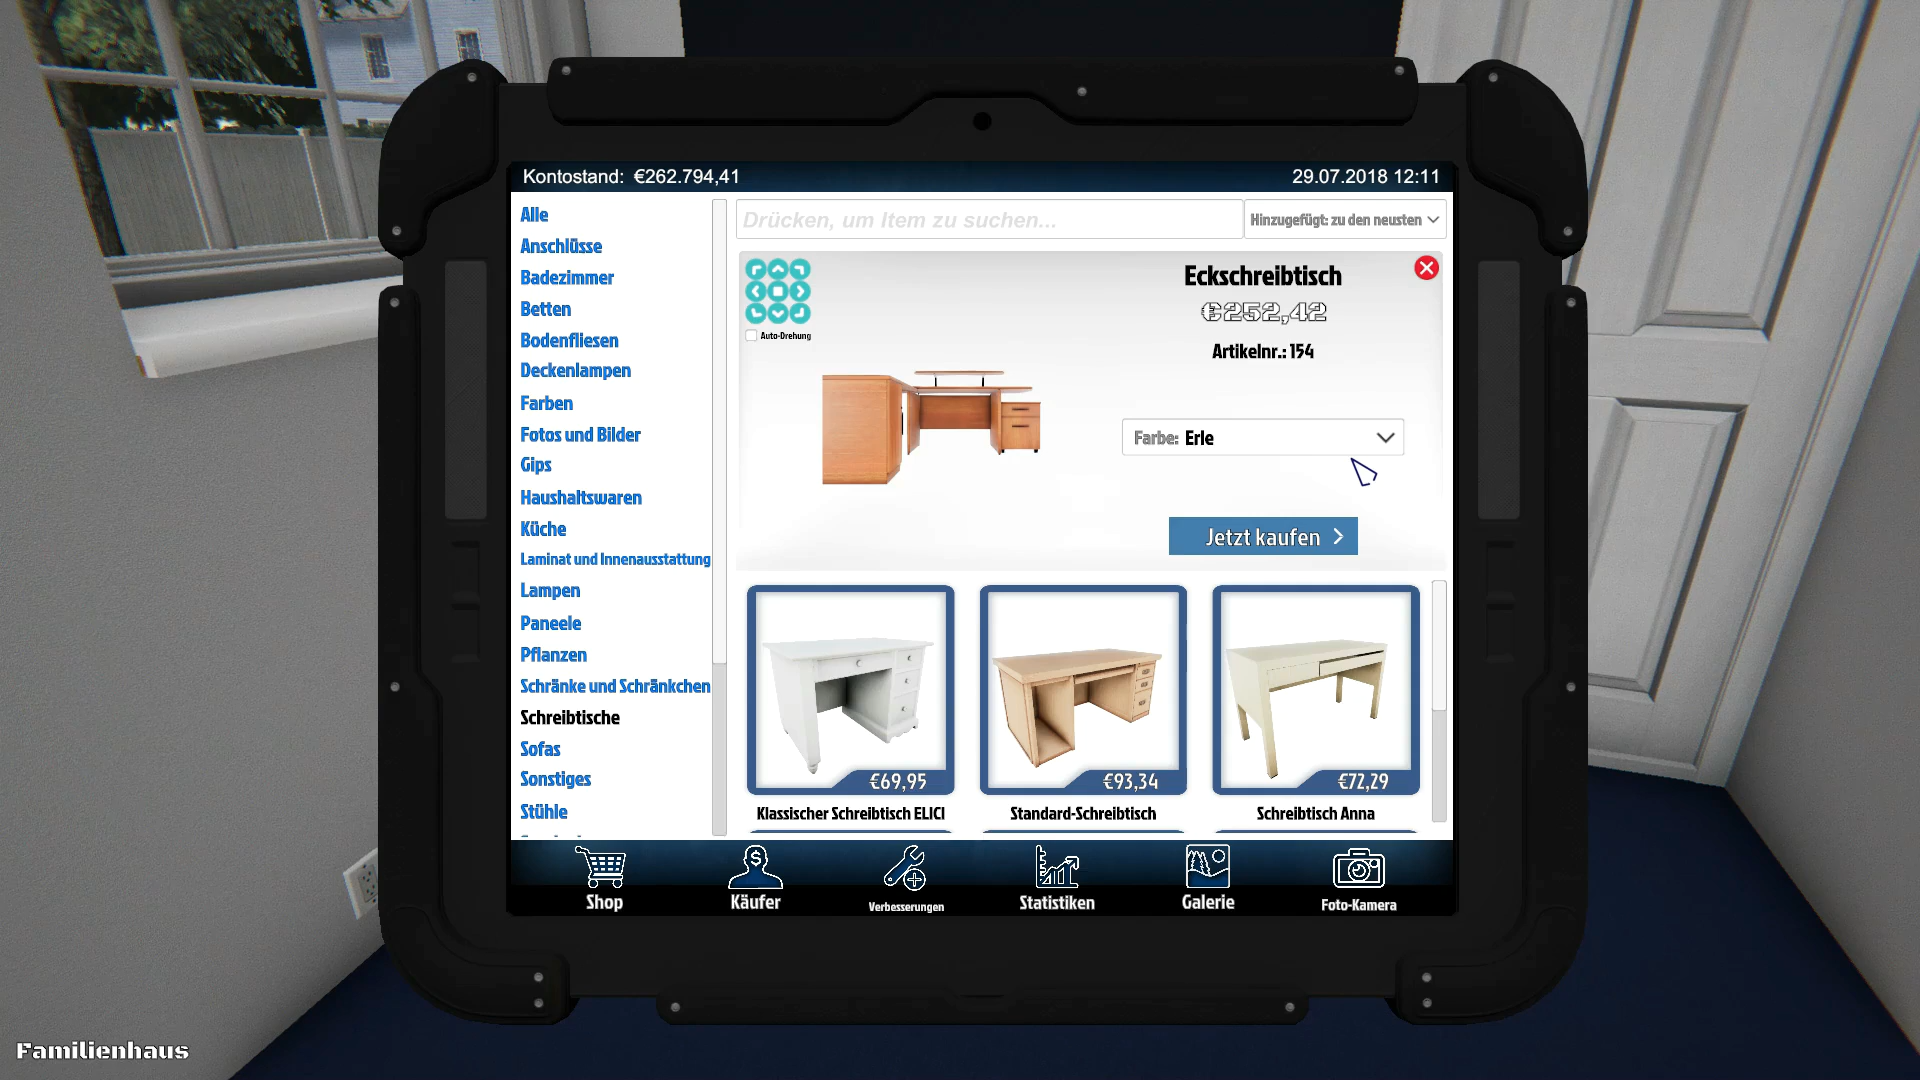 Kontostand: €262.794,41
29.07.2018 12:11
Alle
Anschlüsse
Badezimmer
Betten
Bodenfliesen
Deckenlampen
Farben
Fotos und Bilder
Gips
Haushaltswaren
Küche
Laminat und Innenausstattung
Lampen
Paneele
Pflanzen
Schränke und Schränkchen
Schreibtische
Sofas
Sonstiges
Stühle
Drücken, um Item zu suchen...
Hinzugefügt: zu den neusten
Auto-Drehung
Eckschreibtisch
€252,42
Artikelnr.: 154
Farbe: Erle
Jetzt kaufen
€69,95
€93,34
€72,29
Klassischer Schreibtisch ELICI
Standard-Schreibtisch
Schreibtisch Anna
Shop
Käufer
Verbesserungen
Statistiken
Galerie
Foto-Kamera
Familienhaus